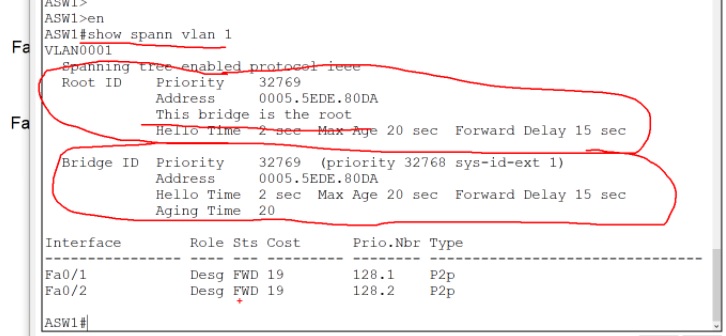 ASW1>
ASW1>en
ASW1#show spann vlan 1
VLAN0001
  Spanning tree enabled protocol ieee
  Root ID    Priority    32769
             Address     0005.5EDE.80DA
             This bridge is the root
             Hello Time  2 sec  Max Age 20 sec  Forward Delay 15 sec
  Bridge ID  Priority    32769  (priority 32768 sys-id-ext 1)
             Address     0005.5EDE.80DA
             Hello Time  2 sec  Max Age 20 sec  Forward Delay 15 sec
             Aging Time  20
Interface        Role Sts Cost      Prio.Nbr Type
---------------- ---- --- --------- -------- --------------------------------
Fa0/1            Desg FWD 19        128.1    P2p
Fa0/2            Desg FWD 19        128.2    P2p
ASW1#
Fa
Fa